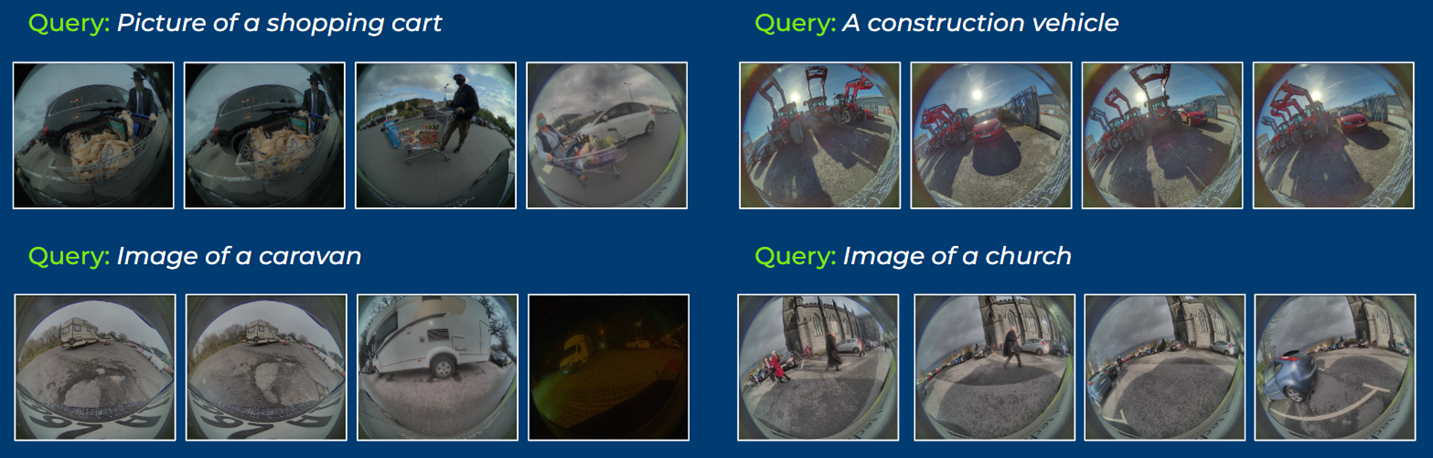 Query: Picture of a shopping cart
Query: A construction vehicle
Query: Image of a caravan
Query: Image of a church